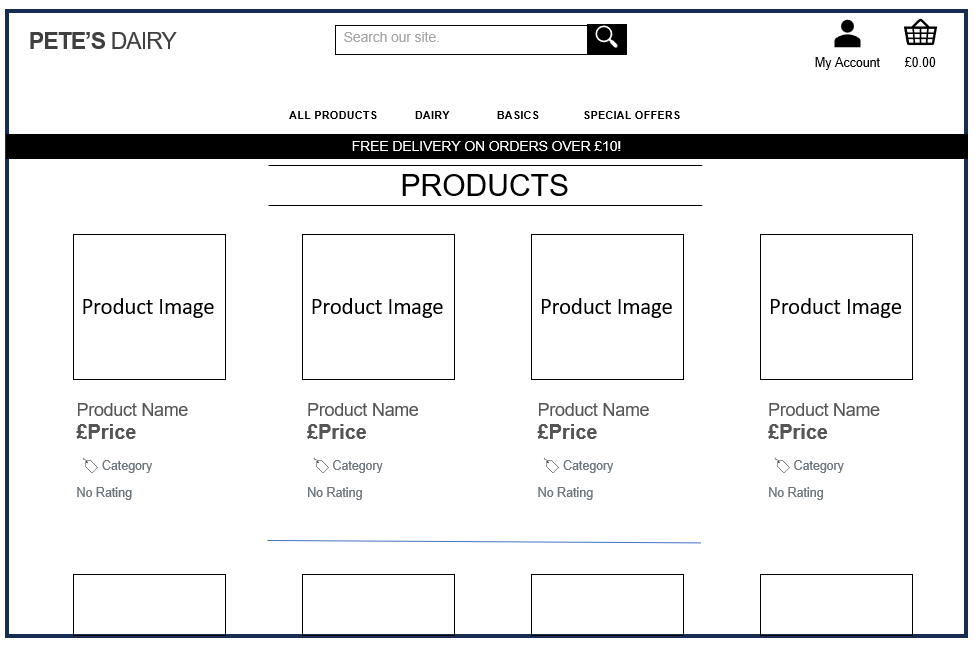 PETE'S DAIRY
Search our site.
My Account
£0.00
ALL PRODUCTS
DAIRY
BASICS
SPECIAL OFFERS
FREE DELIVERY ON ORDERS OVER £10!
PRODUCTS
Product Image
Product Image
Product Image
Product Image
Product Name
£Price
Category
No Rating
Product Name
£Price
Category
No Rating
Product Name
£Price
Category
No Rating
Product Name
£Price
Category
No Rating